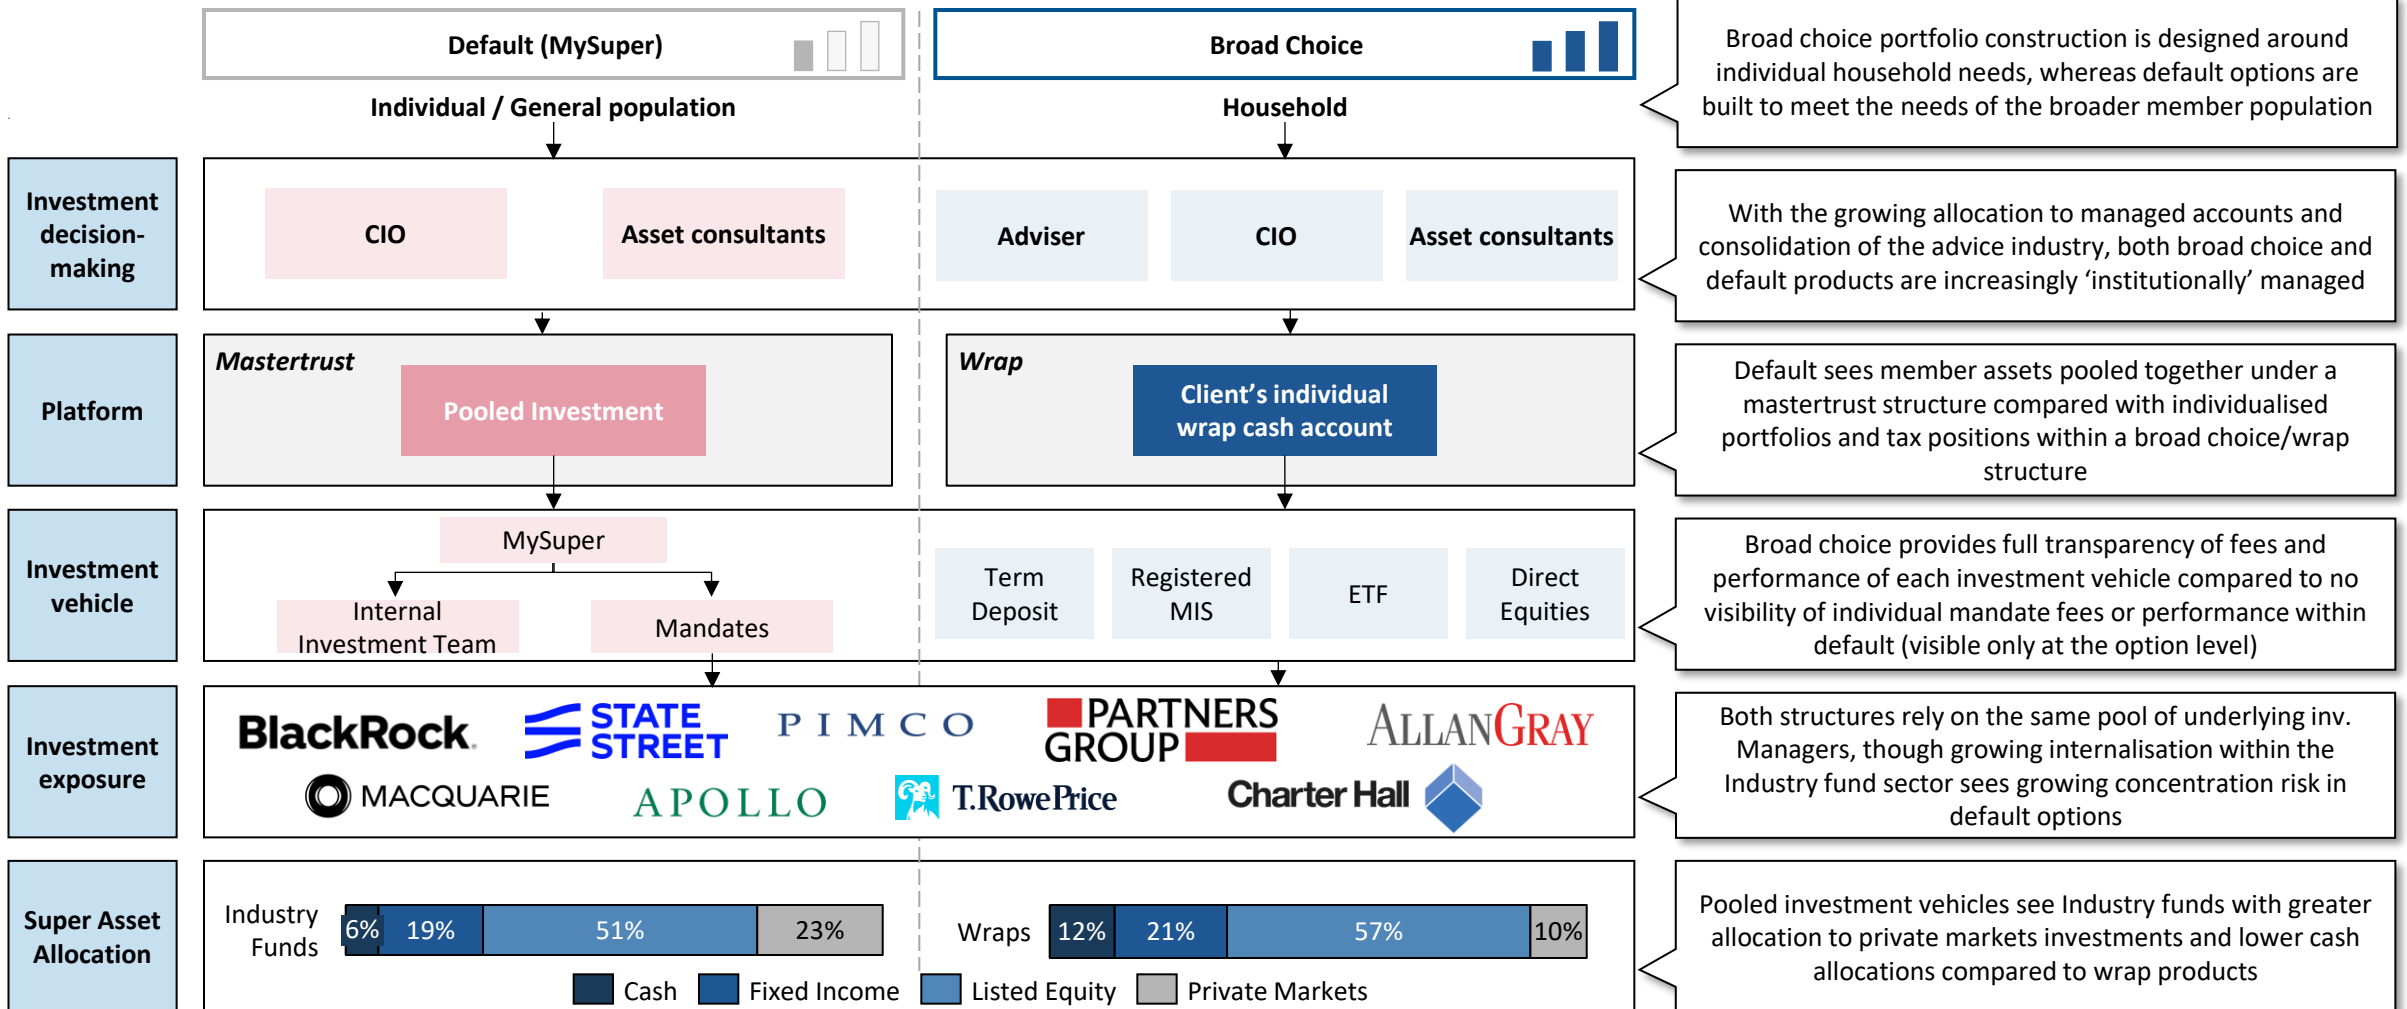 Default (MySuper)
Broad Choice
Individual / General population
Household
Broad choice portfolio construction is designed around
individual household needs, whereas default options are
built to meet the needs of the broader member population
Investment
decision-
making
CIO
Asset consultants
Adviser
CIO
Asset consultants
With the growing allocation to managed accounts and
consolidation of the advice industry, both broad choice and
default products are increasingly ‘institutionally’ managed
Platform
Mastertrust
Pooled Investment
Wrap
Client’s individual
wrap cash account
Default sees member assets pooled together under a
mastertrust structure compared with individualised
portfolios and tax positions within a broad choice/wrap
structure
Investment
vehicle
MySuper
Internal
Investment Team
Mandates
Term
Deposit
Registered
MIS
ETF
Direct
Equities
Broad choice provides full transparency of fees and
performance of each investment vehicle compared to no
visibility of individual mandate fees or performance within
default (visible only at the option level)
Investment
exposure
BlackRock.
STATE
STREET
PIMCO
PARTNERS
GROUP
ALLANGRAY
MACQUARIE
APOLLO
T.RowePrice
Charter Hall
Both structures rely on the same pool of underlying inv.
Managers, though growing internalisation within the
Industry fund sector sees growing concentration risk in
default options
Super Asset
Allocation
Industry
Funds
6%
19%
51%
23%
Wraps
12%
21%
57%
10%
Cash
Fixed Income
Listed Equity
Private Markets
Pooled investment vehicles see Industry funds with greater
allocation to private markets investments and lower cash
allocations compared to wrap products